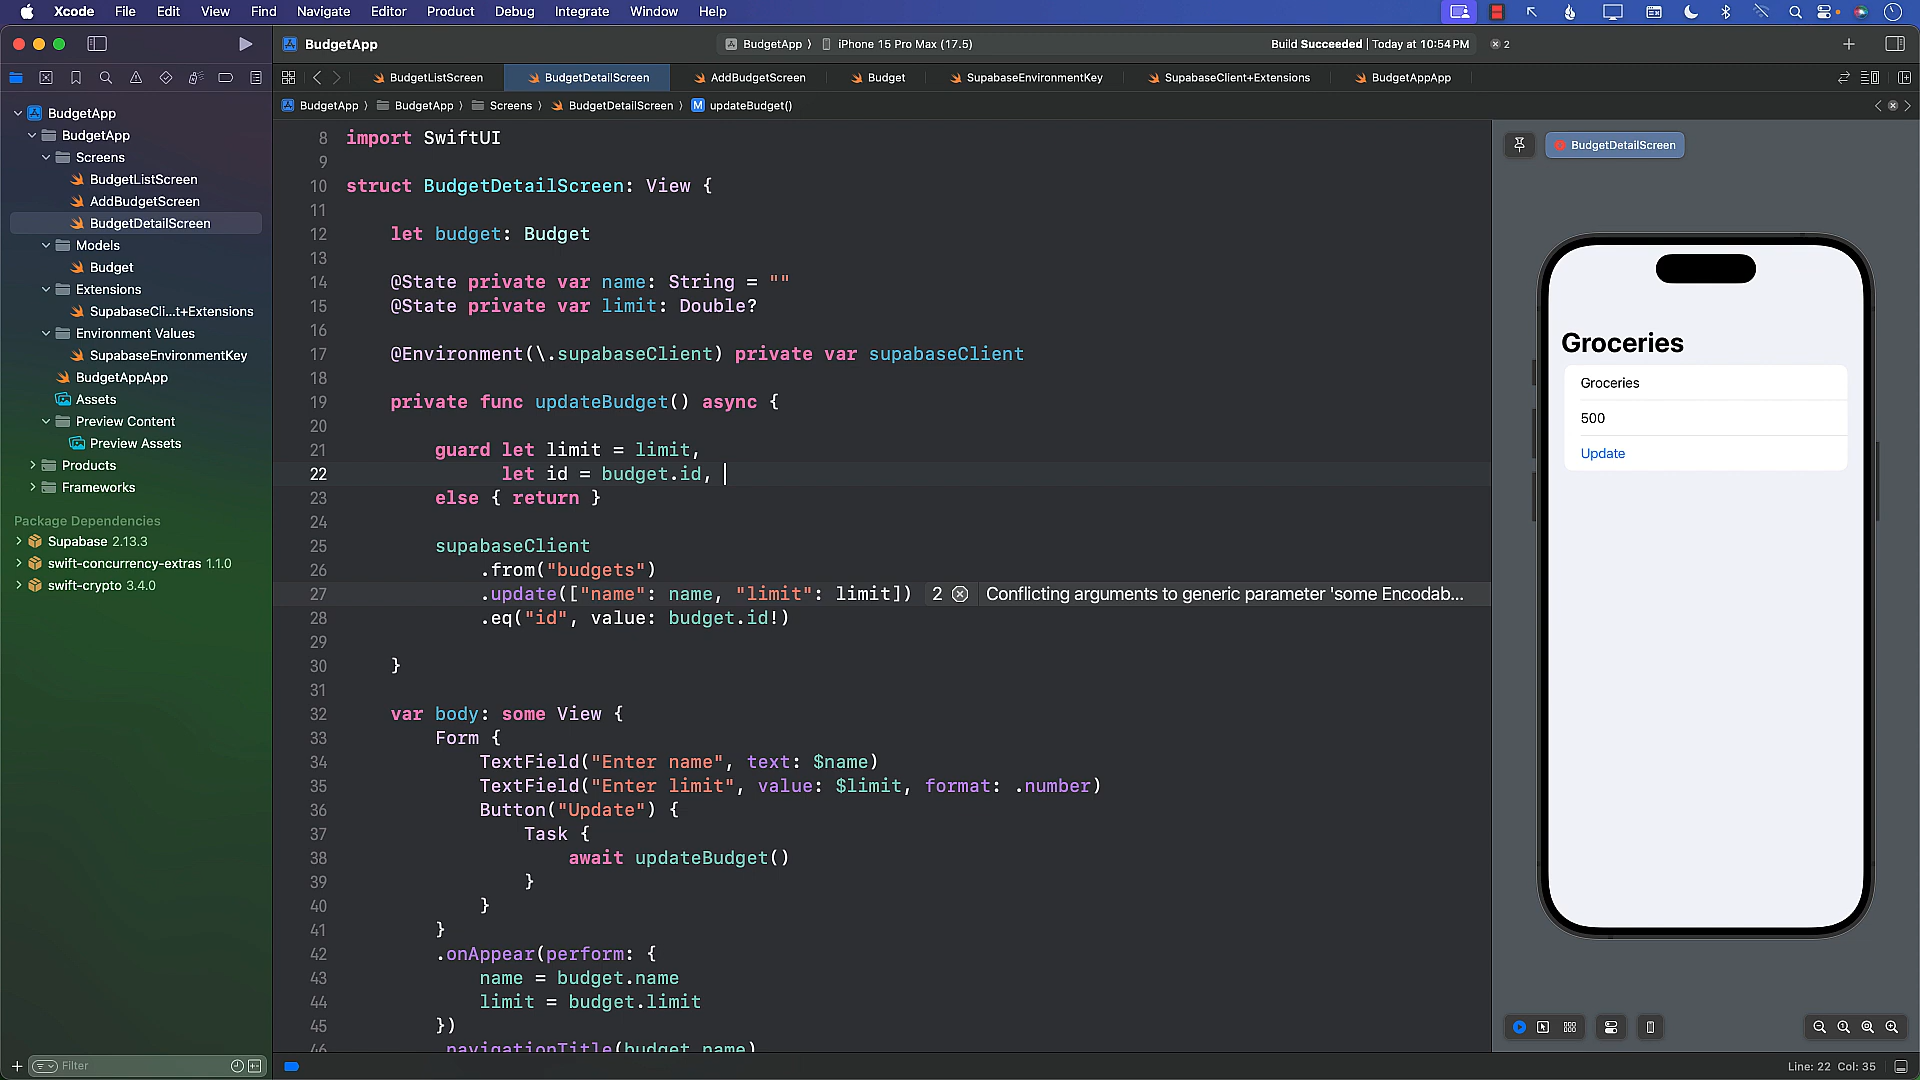 Xcode File Edit View Find Navigate Editor Product Debug Integrate Window Help
BudgetApp
BudgetApp ⟩ iPhone 15 Pro Max (17.5)
Build Succeeded | Today at 10:54 PM
2
BudgetListScreen
BudgetDetailScreen
AddBudgetScreen
Budget
SupabaseEnvironmentKey
SupabaseClient+Extensions
BudgetAppApp
BudgetApp ⟩ BudgetApp ⟩ Screens ⟩ BudgetDetailScreen ⟩ M updateBudget()
BudgetApp
BudgetApp
Screens
BudgetListScreen
AddBudgetScreen
BudgetDetailScreen
Models
Budget
Extensions
SupabaseCli...t+Extensions
Environment Values
SupabaseEnvironmentKey
BudgetAppApp
Assets
Preview Content
Preview Assets
Products
Frameworks
Package Dependencies
Supabase 2.13.3
swift-concurrency-extras 1.1.0
swift-crypto 3.4.0
Filter
8 import SwiftUI
9
10 struct BudgetDetailScreen: View {
11
12 let budget: Budget
13
14 @State private var name: String = ""
15 @State private var limit: Double?
16
17 @Environment(\.supabaseClient) private var supabaseClient
18
19 private func updateBudget() async {
20
21 guard let limit = limit,
22 let id = budget.id,
23 else { return }
24
25 supabaseClient
26 .from("budgets")
27 .update(["name": name, "limit": limit]) 2 Conflicting arguments to generic parameter 'some Encodab...
28 .eq("id", value: budget.id!)
29
30 }
31
32 var body: some View {
33 Form {
34 TextField("Enter name", text: $name)
35 TextField("Enter limit", value: $limit, format: .number)
36 Button("Update") {
37 Task {
38 await updateBudget()
39 }
40 }
41 }
42 .onAppear(perform: {
43 name = budget.name
44 limit = budget.limit
45 })
46 .navigationTitle(budget.name)
BudgetDetailScreen
Groceries
Groceries
500
Update
Line: 22 Col: 35